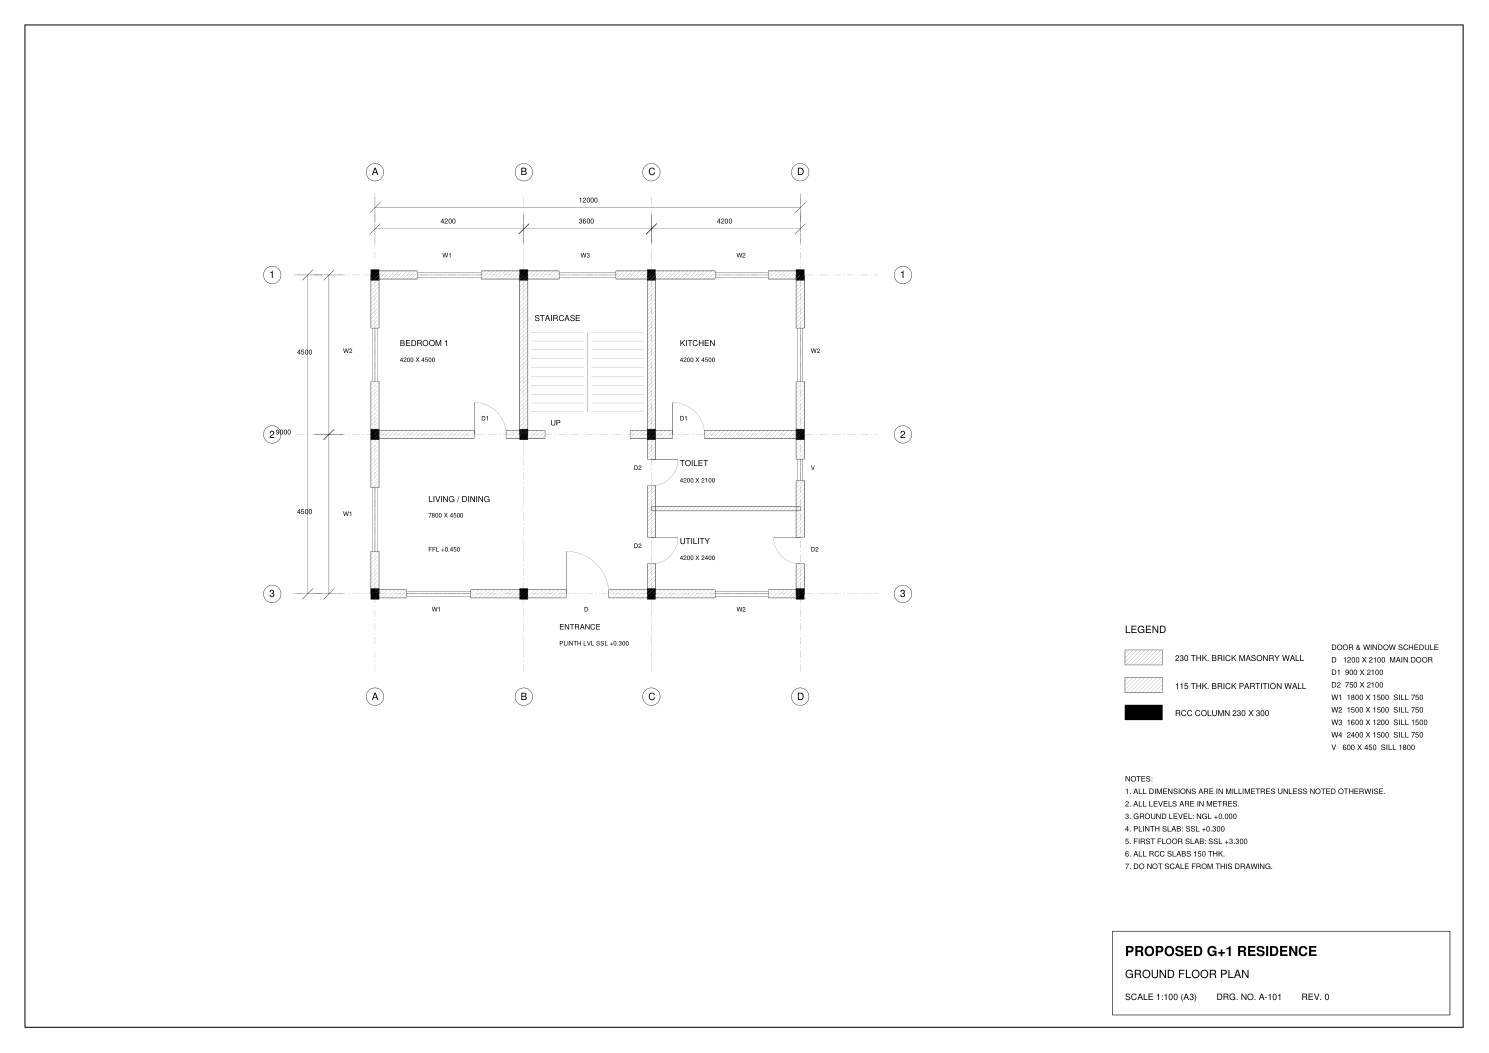 A B C D
12000
4200 3600 4200
W1 W3 W2
1 1
STAIRCASE
BEDROOM 1 KITCHEN
4500 W2 W2
4200 X 4500 4200 X 4500
D1 D1
UP
2 9000 2
TOILET
D2 V
4200 X 2100
LIVING / DINING
4500 W1
7800 X 4500
UTILITY
D2 D2
FFL +0.450
4200 X 2400
3 3
W1 D W2
ENTRANCE
PLINTH LVL SSL +0.300
A B C D
LEGEND
230 THK. BRICK MASONRY WALL
115 THK. BRICK PARTITION WALL
RCC COLUMN 230 X 300
DOOR & WINDOW SCHEDULE
D 1200 X 2100 MAIN DOOR
D1 900 X 2100
D2 750 X 2100
W1 1800 X 1500 SILL 750
W2 1500 X 1500 SILL 750
W3 1600 X 1200 SILL 1500
W4 2400 X 1500 SILL 750
V 600 X 450 SILL 1800
NOTES:
1. ALL DIMENSIONS ARE IN MILLIMETRES UNLESS NOTED OTHERWISE.
2. ALL LEVELS ARE IN METRES.
3. GROUND LEVEL: NGL +0.000
4. PLINTH SLAB: SSL +0.300
5. FIRST FLOOR SLAB: SSL +3.300
6. ALL RCC SLABS 150 THK.
7. DO NOT SCALE FROM THIS DRAWING.
PROPOSED G+1 RESIDENCE
GROUND FLOOR PLAN
SCALE 1:100 (A3) DRG. NO. A-101 REV. 0